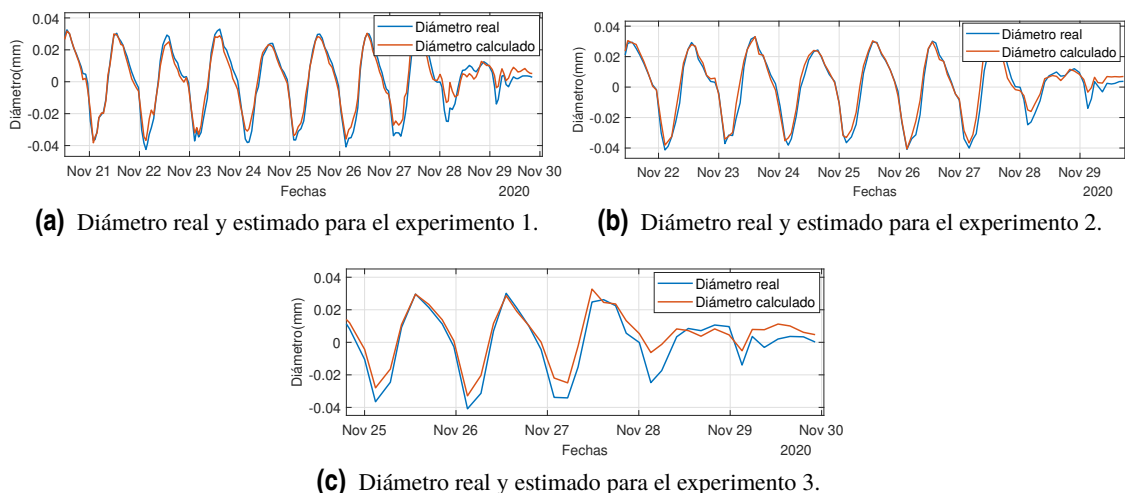 0.04
0.02
0
-0.02
-0.04
Diámetro(mm)
Diámetro real
Diámetro calculado
Nov 21 Nov 22 Nov 23 Nov 24 Nov 25 Nov 26 Nov 27 Nov 28 Nov 29 Nov 30
Fechas 2020
(a) Diámetro real y estimado para el experimento 1.
0.04
0.02
0
-0.02
-0.04
Diámetro(mm)
Diámetro real
Diámetro calculado
Nov 22 Nov 23 Nov 24 Nov 25 Nov 26 Nov 27 Nov 28 Nov 29
Fechas 2020
(b) Diámetro real y estimado para el experimento 2.
0.04
0.02
0
-0.02
-0.04
Diámetro(mm)
Diámetro real
Diámetro calculado
Nov 25 Nov 26 Nov 27 Nov 28 Nov 29 Nov 30
Fechas 2020
(c) Diámetro real y estimado para el experimento 3.